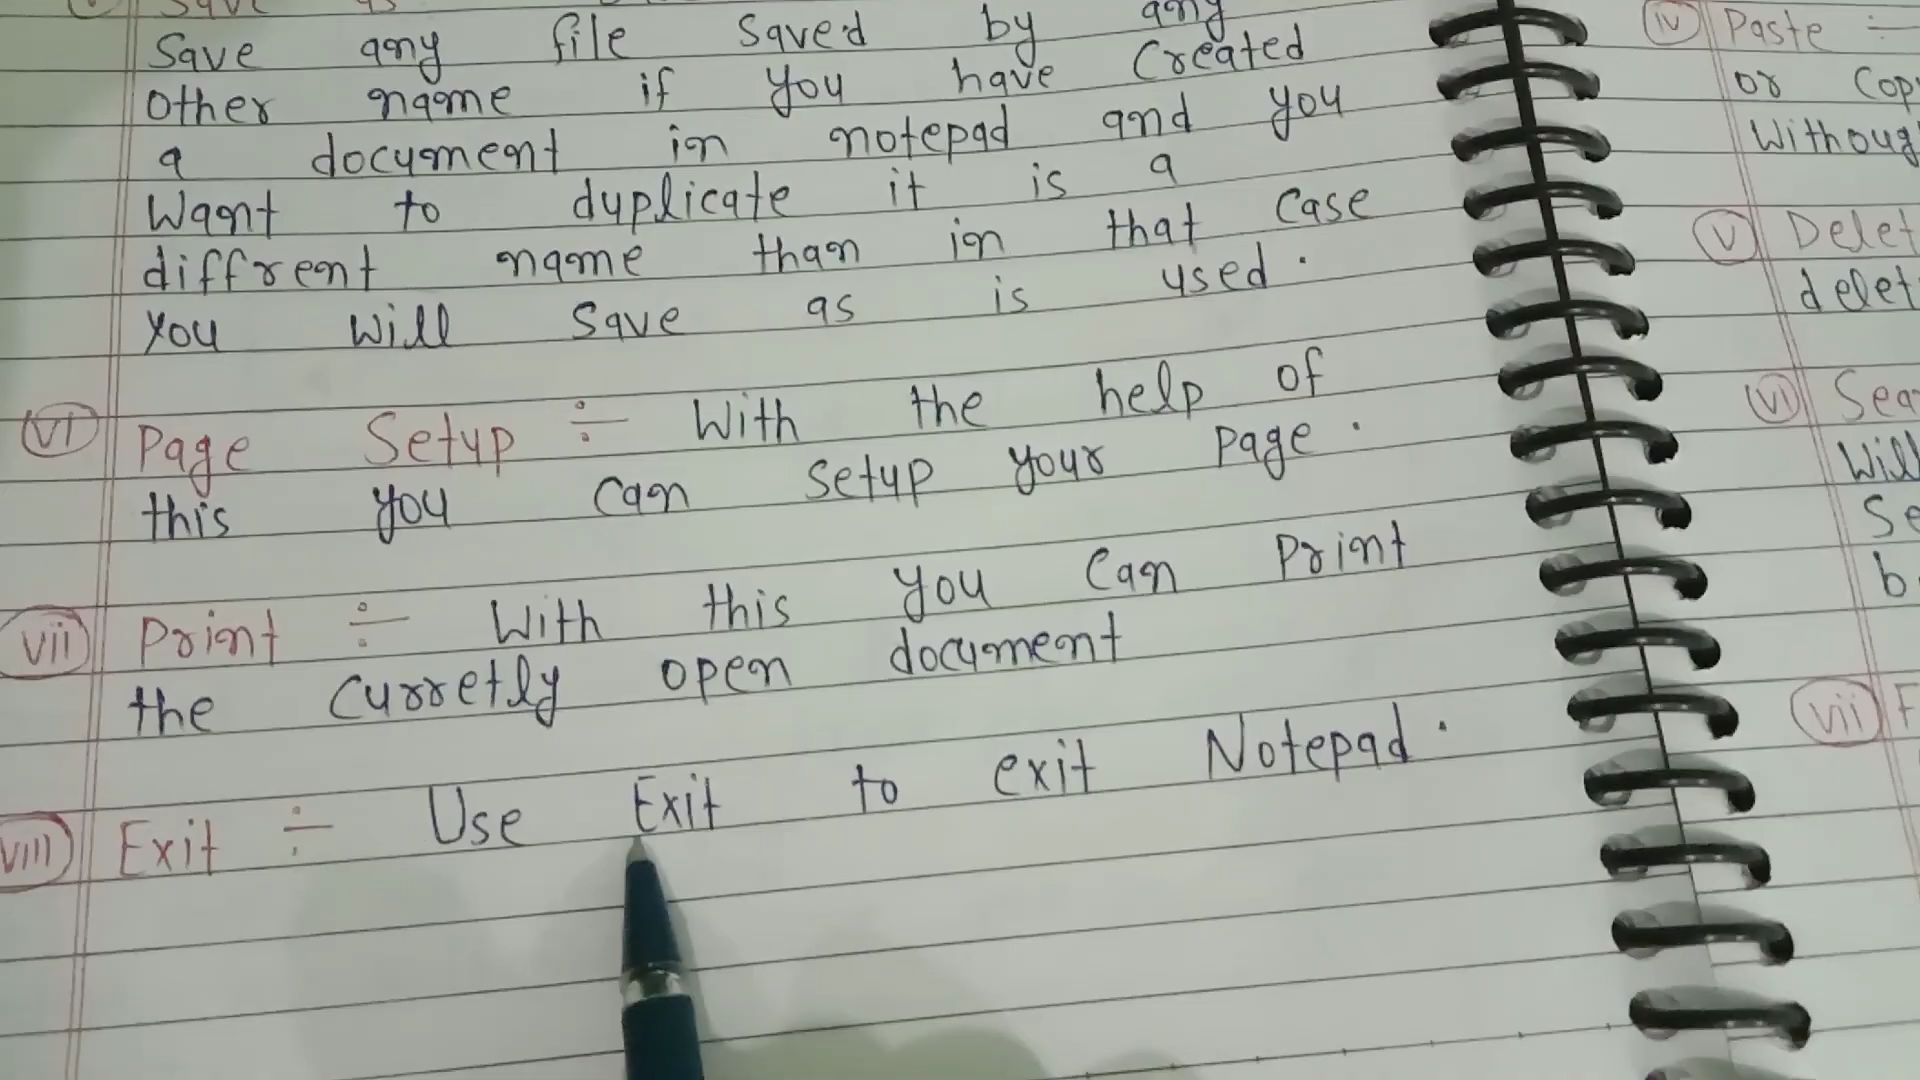 Save as
Save any file saved by any
other name if you have Created
a document in notepad and you
Want to duplicate it is a
diffrent name than in that case
you will save as is used.
(vi) Page Setup ÷ With the help of
this you can setup your page.
(vii) Print ÷ With this you can print
the curretly open document
(viii) Exit ÷ Use Exit to exit Notepad.
(iv) Paste ÷
or Cop
Withoug
(v) Delet
delet
(vi) Sea
Will
Se
b
(vii) F